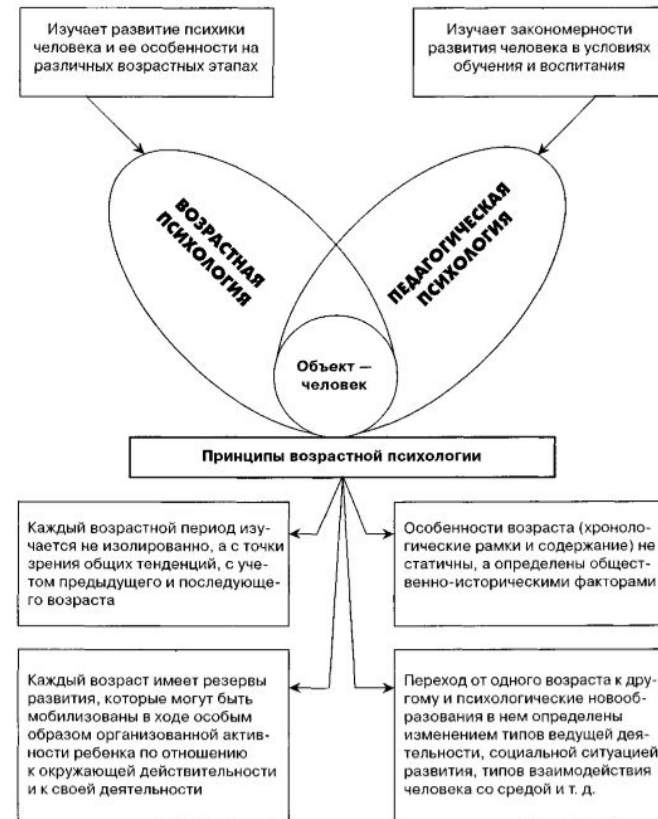 Изучает развитие психики
человека и ее особенности на
различных возрастных этапах
Изучает закономерности
развития человека в условиях
обучения и воспитания
ВОЗРАСТНАЯ
ПСИХОЛОГИЯ
ПЕДАГОГИЧЕСКАЯ
ПСИХОЛОГИЯ
Объект —
человек
Принципы возрастной психологии
Каждый возрастной период изу-
чается не изолированно, а с точки
зрения общих тенденций, с уче-
том предыдущего и последующе-
го возраста
Особенности возраста (хроноло-
гические рамки и содержание) не
статичны, а определены общест-
венно-историческими факторами
Каждый возраст имеет резервы
развития, которые могут быть
мобилизованы в ходе особым
образом организованной актив-
ности ребенка по отношению
к окружающей действительности
и к своей деятельности
Переход от одного возраста к дру-
гому и психологические новооб-
разования в нем определены
изменением типов ведущей дея-
тельности, социальной ситуацией
развития, типов взаимодействия
человека со средой и т. д.